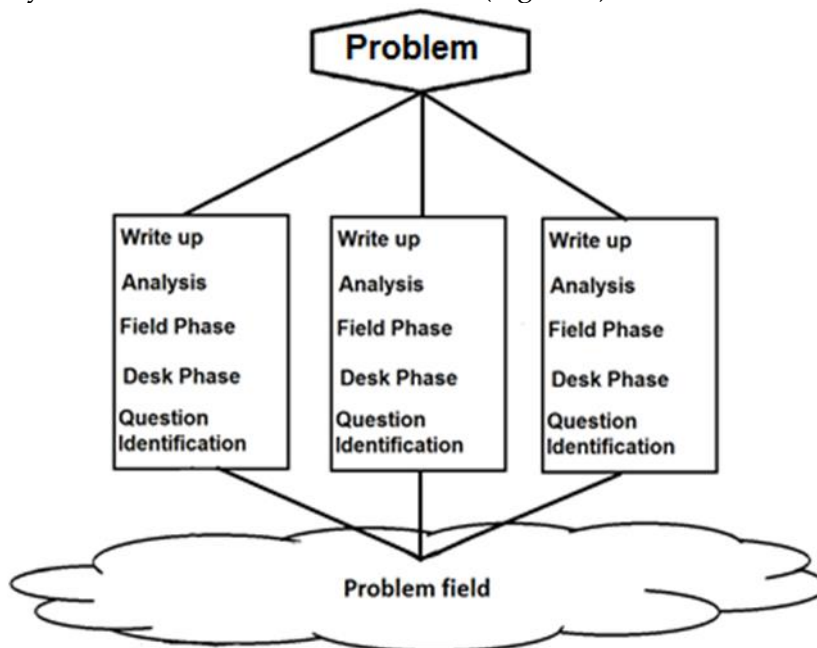 Problem
Write up
Analysis
Field Phase
Desk Phase
Question
Identification
Write up
Analysis
Field Phase
Desk Phase
Question
Identification
Write up
Analysis
Field Phase
Desk Phase
Question
Identification
Problem field